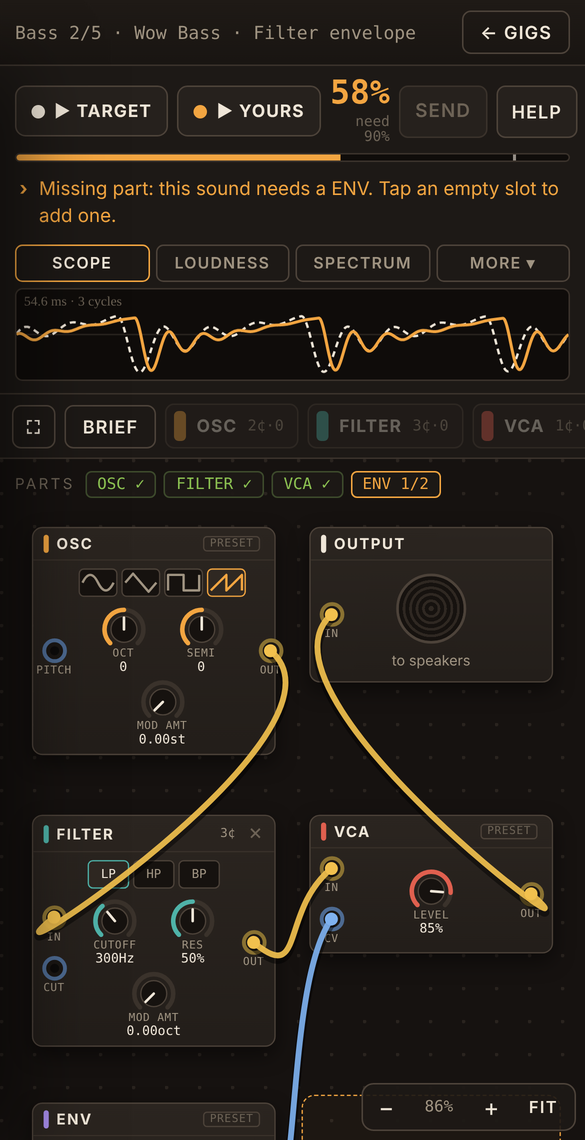 Bass 2/5 · Wow Bass · Filter envelope
← GIGS
▶ TARGET
▶ YOURS
58%
need
90%
SEND
HELP
› Missing part: this sound needs a ENV. Tap an empty slot to
add one.
SCOPE
LOUDNESS
SPECTRUM
MORE ▾
54.6 ms · 3 cycles
BRIEF
OSC 2¢·0
FILTER 3¢·0
VCA 1¢·0
PARTS
OSC ✓
FILTER ✓
VCA ✓
ENV 1/2
OSC
PRESET
OCT
0
SEMI
0
PITCH
OUT
MOD AMT
0.00st
OUTPUT
IN
to speakers
FILTER
3¢ ✕
LP
HP
BP
IN
CUTOFF
300Hz
RES
50%
OUT
CUT
MOD AMT
0.00oct
VCA
PRESET
IN
LEVEL
85%
OUT
CV
ENV
PRESET
− 86% + FIT